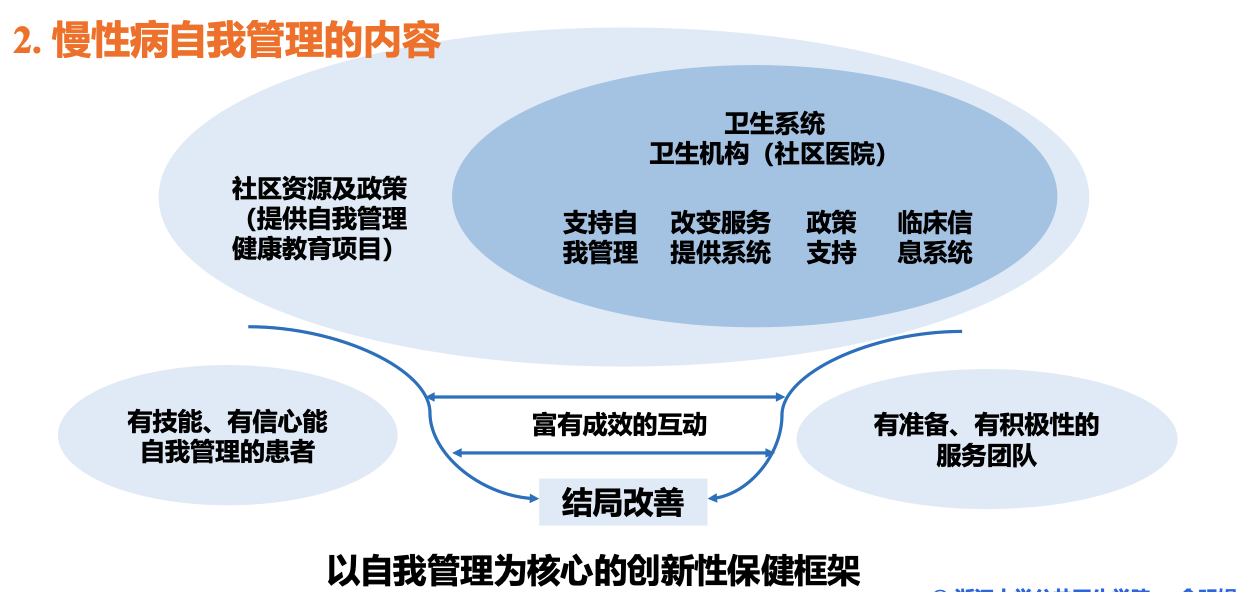 2. 慢性病自我管理的内容
卫生系统
卫生机构（社区医院）
社区资源及政策
（提供自我管理
健康教育项目）
支持自
我管理
改变服务
提供系统
政策
支持
临床信
息系统
有技能、有信心能
自我管理的患者
富有成效的互动
有准备、有积极性的
服务团队
结局改善
以自我管理为核心的创新性保健框架